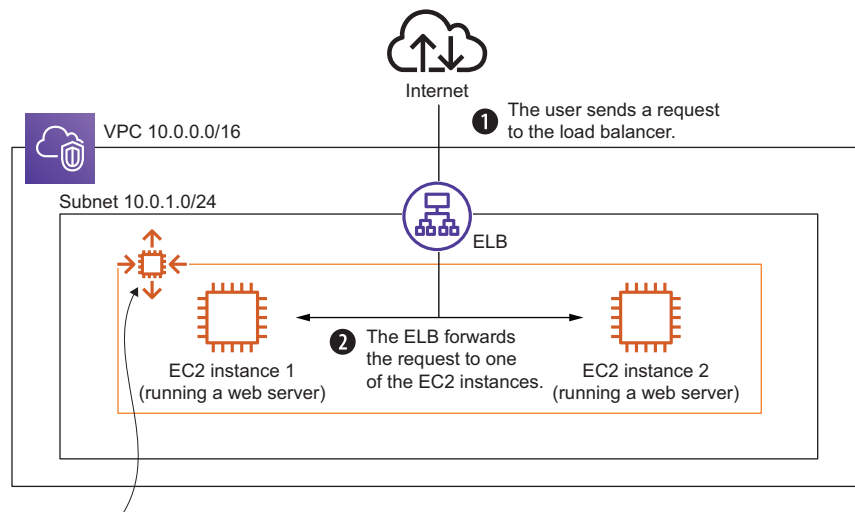 Internet
1 The user sends a request
to the load balancer.
VPC 10.0.0.0/16
Subnet 10.0.1.0/24
ELB
2 The ELB forwards
the request to one
of the EC2 instances.
EC2 instance 1
(running a web server)
EC2 instance 2
(running a web server)